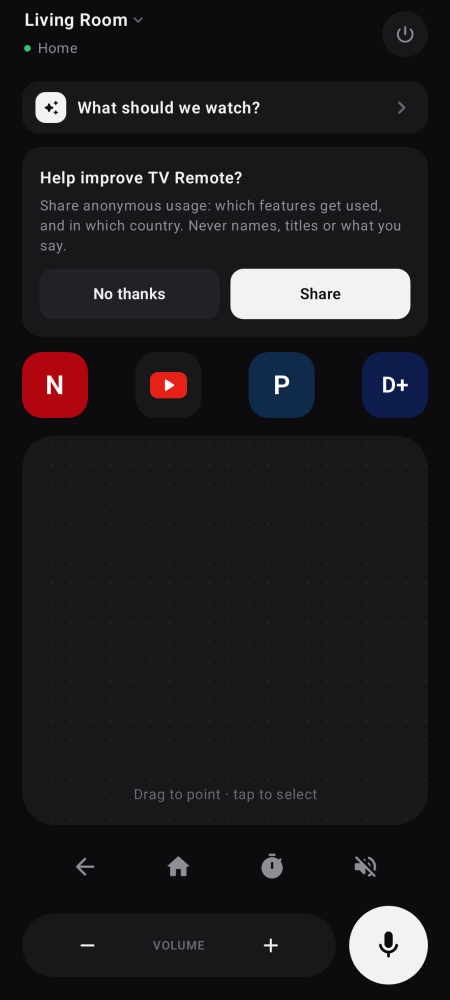 Living Room
Home
What should we watch?
Help improve TV Remote?
Share anonymous usage: which features get used,
and in which country. Never names, titles or what you
say.
No thanks
Share
N
P
D+
Drag to point · tap to select
VOLUME